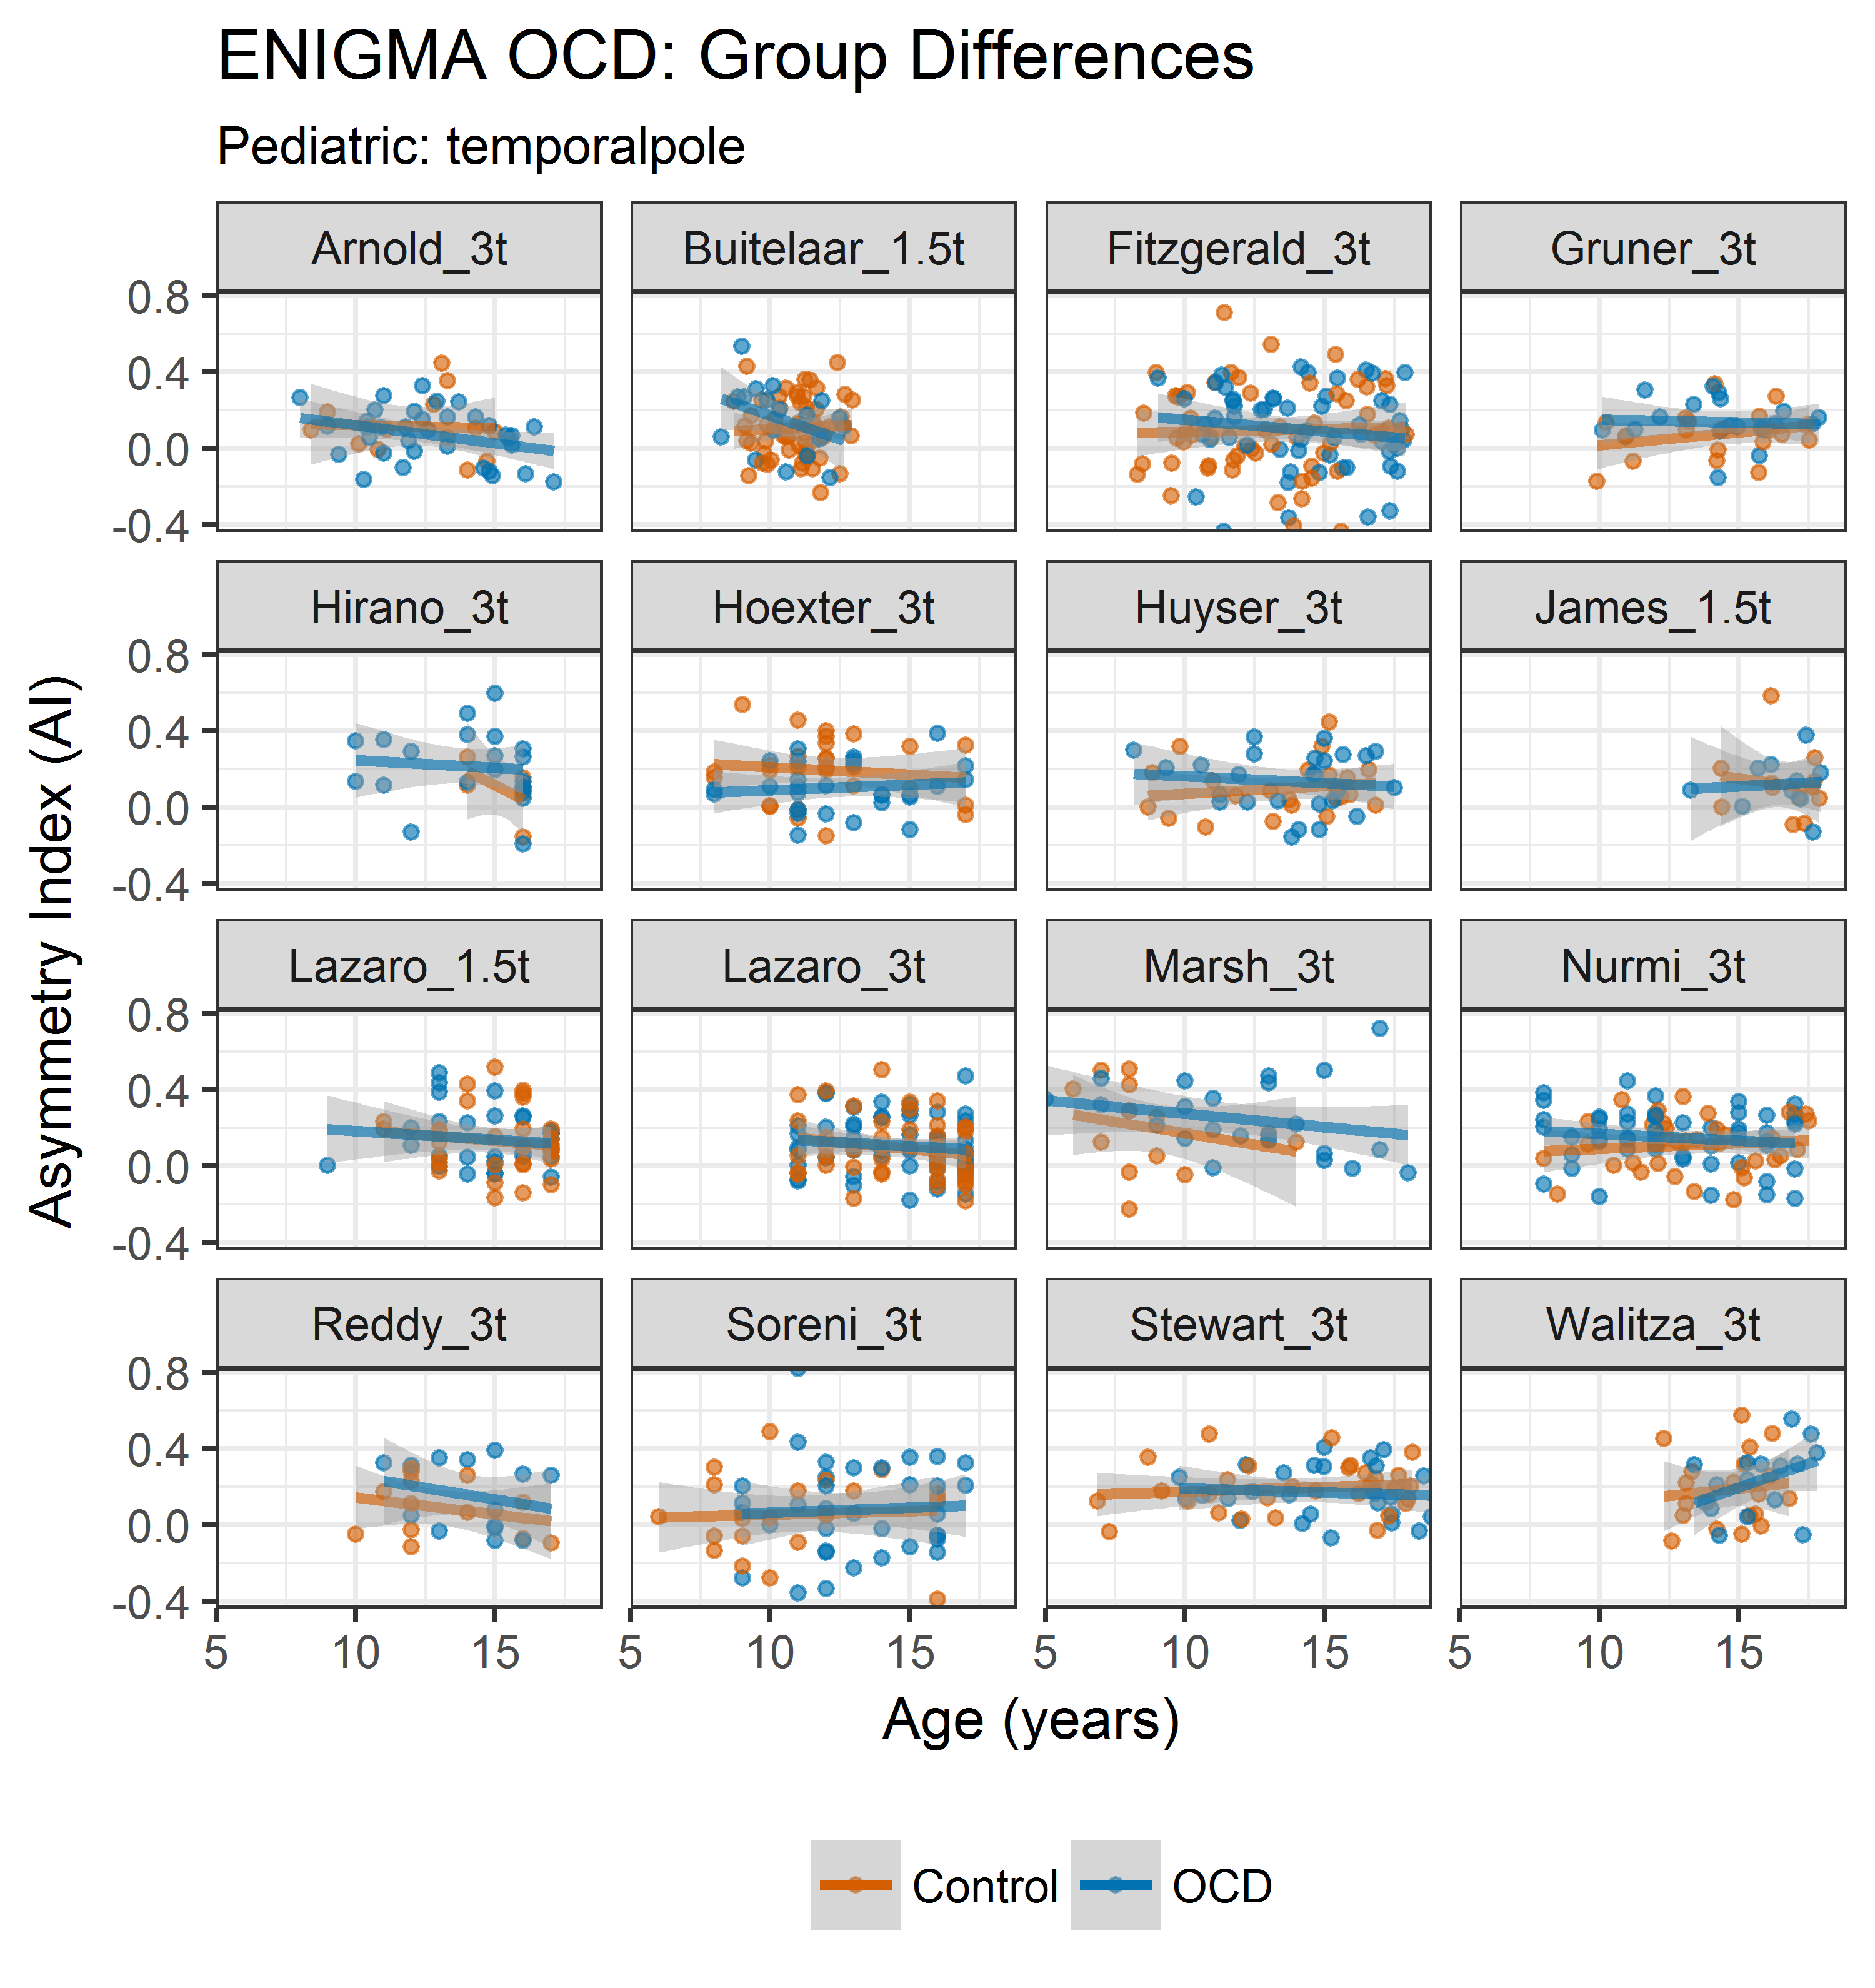 ENIGMA OCD: Group Differences
Pediatric: temporalpole
Arnold_3t Buitelaar_1.5t Fitzgerald_3t Gruner_3t
0.8
0.4
0.0
-0.4
Hirano_3t Hoexter_3t Huyser_3t James_1.5t
0.8
0.4
0.0
-0.4
Lazaro_1.5t Lazaro_3t Marsh_3t Nurmi_3t
0.8
0.4
0.0
-0.4
Reddy_3t Soreni_3t Stewart_3t Walitza_3t
0.8
0.4
0.0
-0.4
5 10 15 5 10 15 5 10 15 5 10 15
Asymmetry Index (AI)
Age (years)
Control OCD